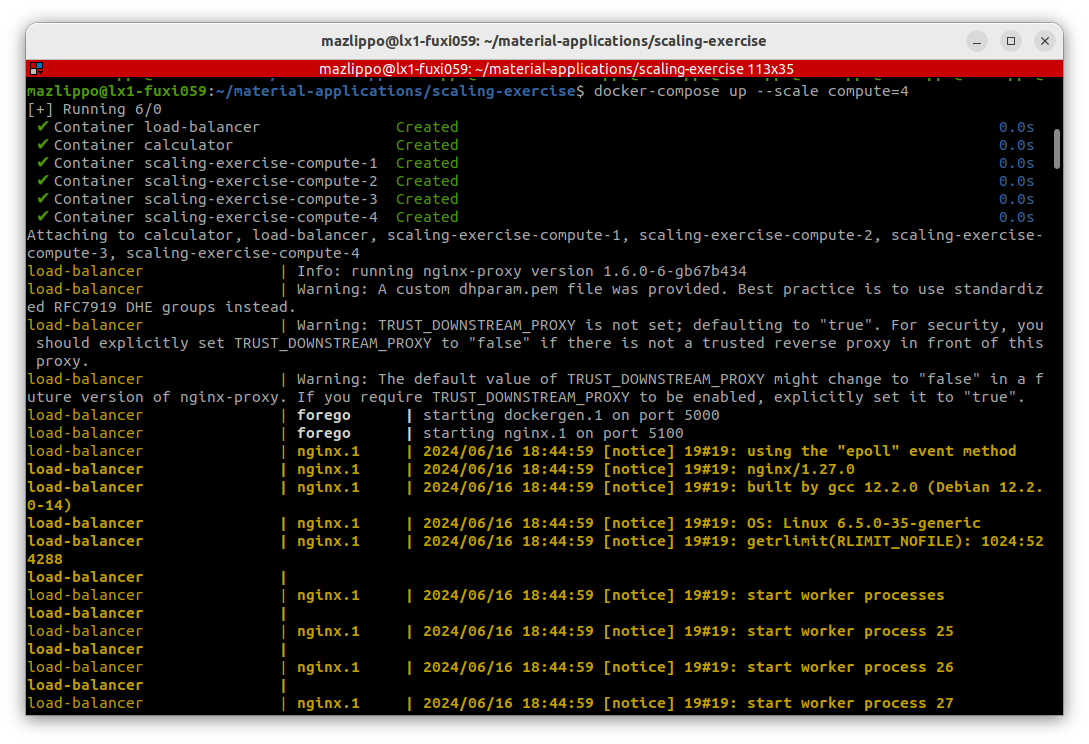 mazlippo@lx1-fuxi059: ~/material-applications/scaling-exercise
mazlippo@lx1-fuxi059: ~/material-applications/scaling-exercise 113x35
mazlippo@lx1-fuxi059:~/material-applications/scaling-exercise$ docker-compose up --scale compute=4
[+] Running 6/0
✔ Container load-balancer Created 0.0s
✔ Container calculator Created 0.0s
✔ Container scaling-exercise-compute-1 Created 0.0s
✔ Container scaling-exercise-compute-2 Created 0.0s
✔ Container scaling-exercise-compute-3 Created 0.0s
✔ Container scaling-exercise-compute-4 Created 0.0s
Attaching to calculator, load-balancer, scaling-exercise-compute-1, scaling-exercise-compute-2, scaling-exercise-
compute-3, scaling-exercise-compute-4
load-balancer | Info: running nginx-proxy version 1.6.0-6-gb67b434
load-balancer | Warning: A custom dhparam.pem file was provided. Best practice is to use standardiz
ed RFC7919 DHE groups instead.
load-balancer | Warning: TRUST_DOWNSTREAM_PROXY is not set; defaulting to "true". For security, you
should explicitly set TRUST_DOWNSTREAM_PROXY to "false" if there is not a trusted reverse proxy in front of this
proxy.
load-balancer | Warning: The default value of TRUST_DOWNSTREAM_PROXY might change to "false" in a f
uture version of nginx-proxy. If you require TRUST_DOWNSTREAM_PROXY to be enabled, explicitly set it to "true".
load-balancer | forego | starting dockergen.1 on port 5000
load-balancer | forego | starting nginx.1 on port 5100
load-balancer | nginx.1 | 2024/06/16 18:44:59 [notice] 19#19: using the "epoll" event method
load-balancer | nginx.1 | 2024/06/16 18:44:59 [notice] 19#19: nginx/1.27.0
load-balancer | nginx.1 | 2024/06/16 18:44:59 [notice] 19#19: built by gcc 12.2.0 (Debian 12.2.
0-14)
load-balancer | nginx.1 | 2024/06/16 18:44:59 [notice] 19#19: OS: Linux 6.5.0-35-generic
load-balancer | nginx.1 | 2024/06/16 18:44:59 [notice] 19#19: getrlimit(RLIMIT_NOFILE): 1024:52
4288
load-balancer |
load-balancer | nginx.1 | 2024/06/16 18:44:59 [notice] 19#19: start worker processes
load-balancer |
load-balancer | nginx.1 | 2024/06/16 18:44:59 [notice] 19#19: start worker process 25
load-balancer |
load-balancer | nginx.1 | 2024/06/16 18:44:59 [notice] 19#19: start worker process 26
load-balancer |
load-balancer | nginx.1 | 2024/06/16 18:44:59 [notice] 19#19: start worker process 27